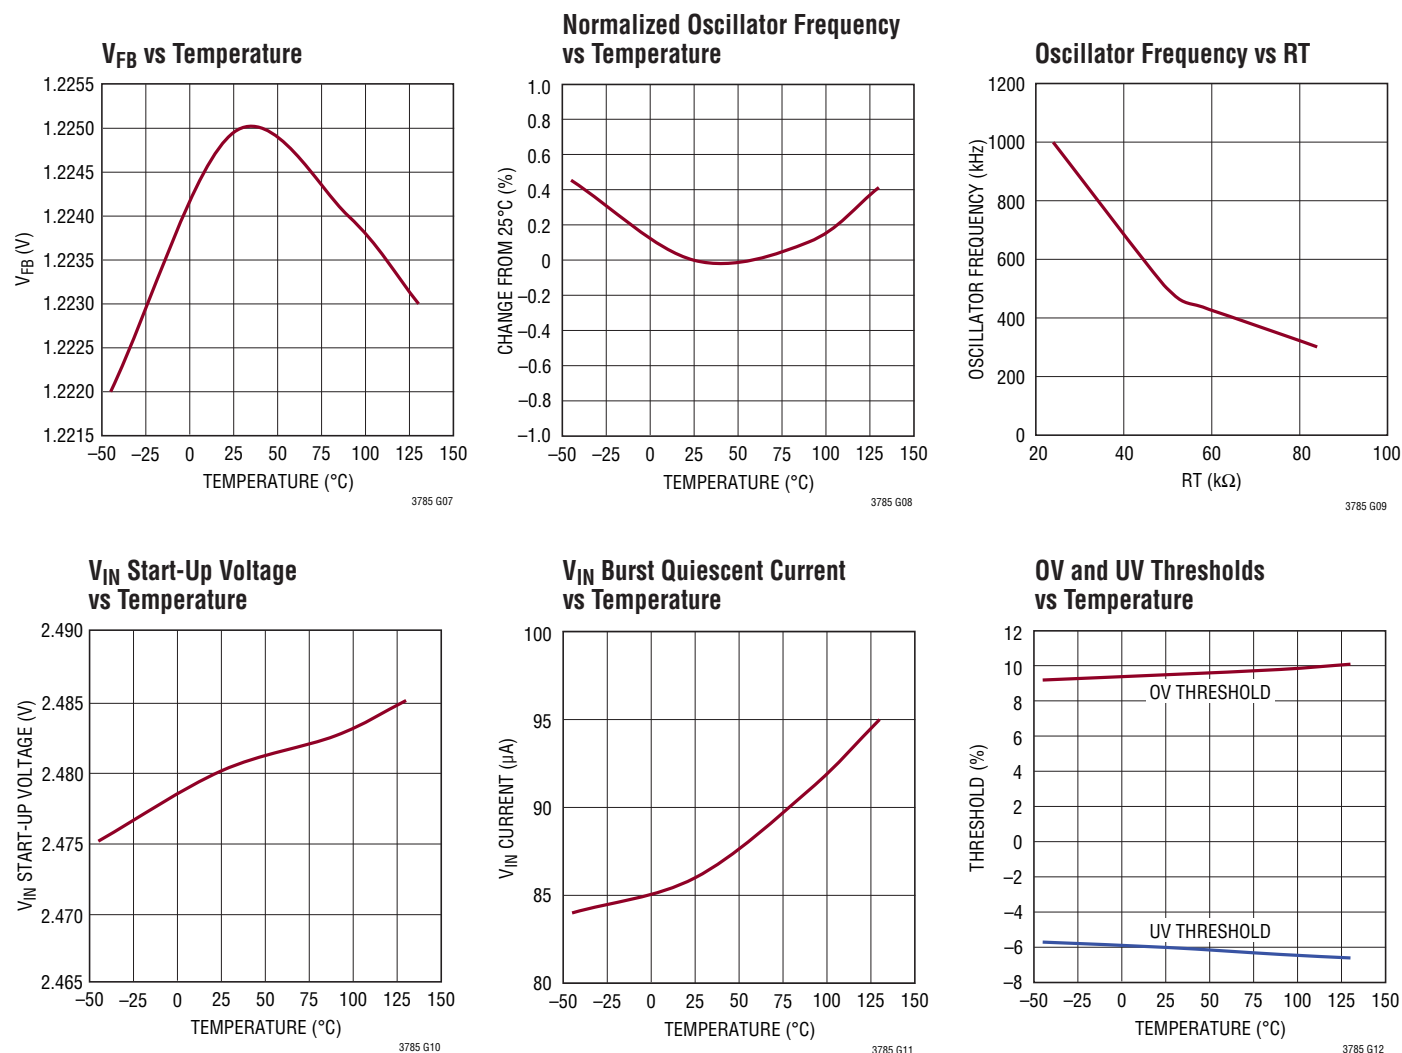 V_FB vs Temperature
1.2255
1.2250
1.2245
1.2240
1.2235
1.2230
1.2225
1.2220
1.2215
V_FB (V)
–50 –25 0 25 50 75 100 125 150
TEMPERATURE (°C)
3785 G07
Normalized Oscillator Frequency
vs Temperature
1.0
0.8
0.6
0.4
0.2
0
–0.2
–0.4
–0.6
–0.8
–1.0
CHANGE FROM 25°C (%)
–50 –25 0 25 50 75 100 125 150
TEMPERATURE (°C)
3785 G08
Oscillator Frequency vs RT
1200
1000
800
600
400
200
0
OSCILLATOR FREQUENCY (kHz)
20 40 60 80 100
RT (kΩ)
3785 G09
V_IN Start-Up Voltage
vs Temperature
2.490
2.485
2.480
2.475
2.470
2.465
V_IN START-UP VOLTAGE (V)
–50 –25 0 25 50 75 100 125 150
TEMPERATURE (°C)
3785 G10
V_IN Burst Quiescent Current
vs Temperature
100
95
90
85
80
V_IN CURRENT (µA)
–50 –25 0 25 50 75 100 125 150
TEMPERATURE (°C)
3785 G11
OV and UV Thresholds
vs Temperature
12
10
8
6
4
2
0
–2
–4
–6
–8
THRESHOLD (%)
OV THRESHOLD
UV THRESHOLD
–50 –25 0 25 50 75 100 125 150
TEMPERATURE (°C)
3785 G12